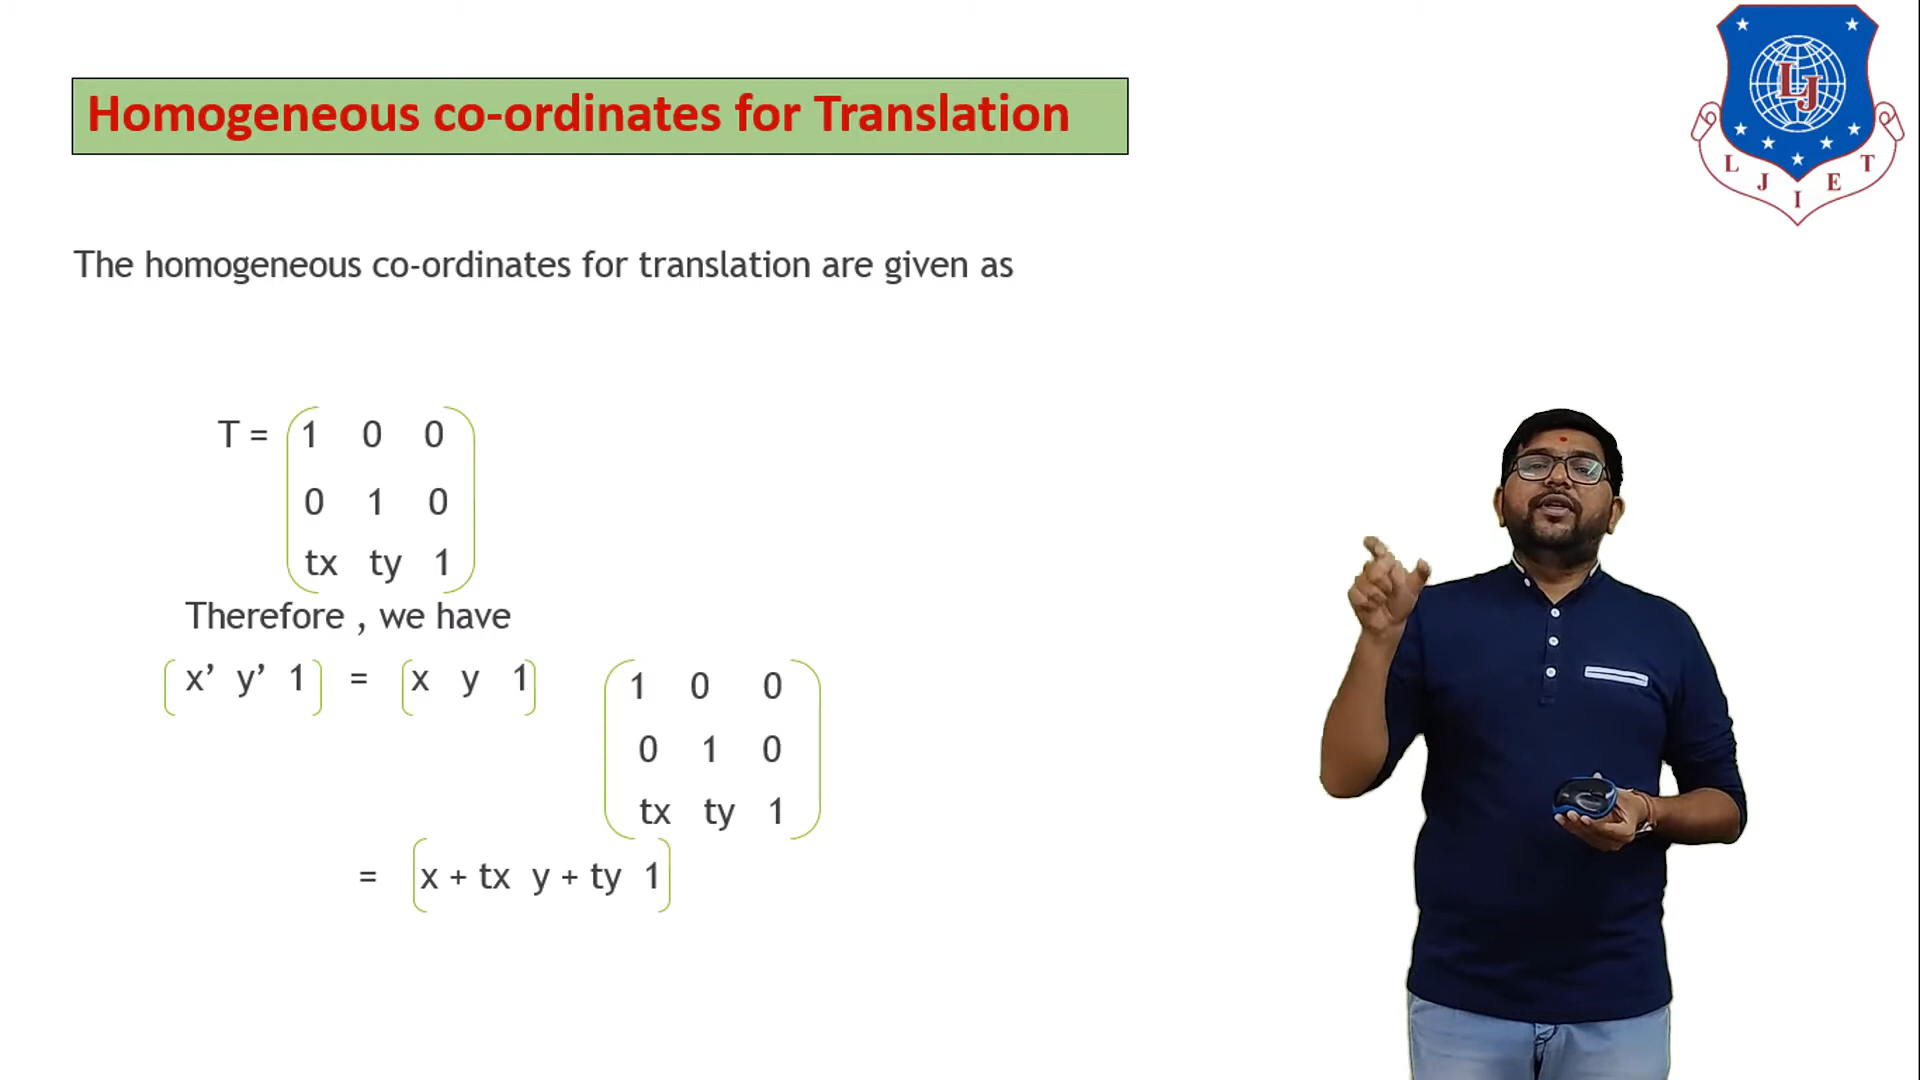 Homogeneous co-ordinates for Translation
LJ
L J I E T
The homogeneous co-ordinates for translation are given as
T = 1 0 0
0 1 0
tx ty 1
Therefore , we have
x’ y’ 1 = x y 1 1 0 0
0 1 0
tx ty 1
= x + tx y + ty 1